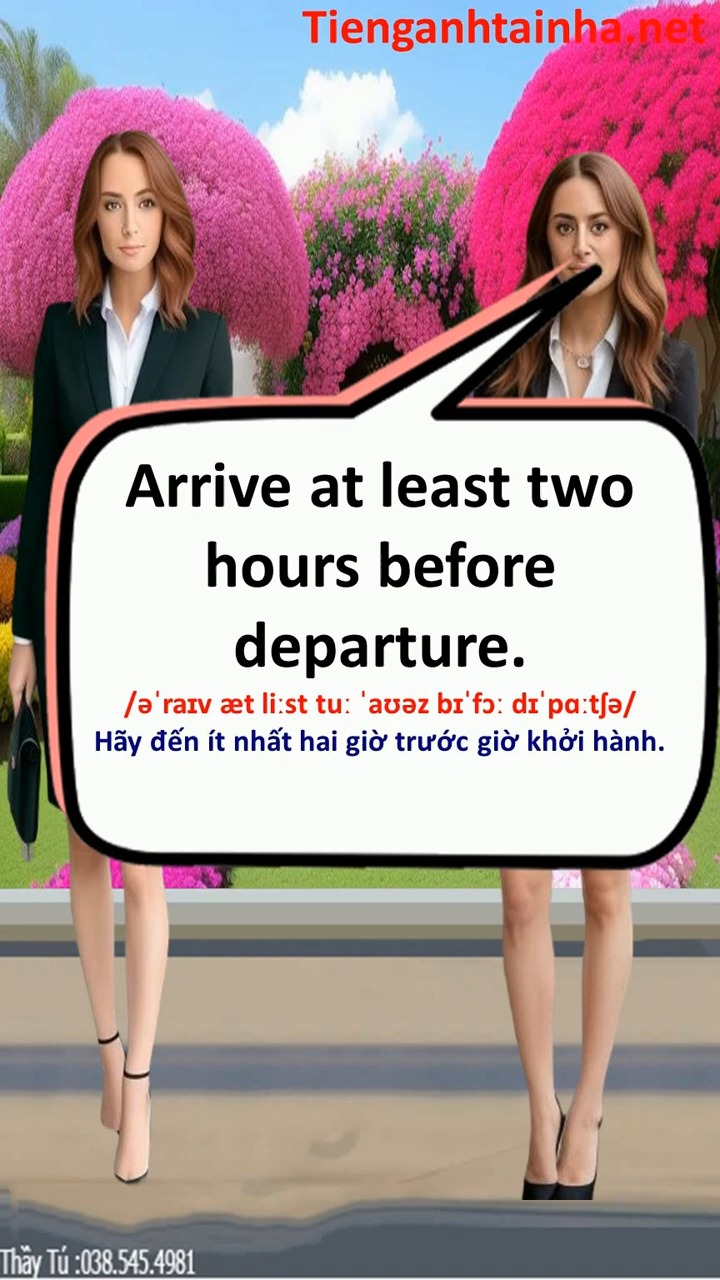 Tienganhtainha.net
Arrive at least two
hours before
departure.
/əˈraɪv æt liːst tuː ˈaʊəz bɪˈfɔː dɪˈpɑːtʃə/
Hãy đến ít nhất hai giờ trước giờ khởi hành.
Thầy Tú :038.545.4981